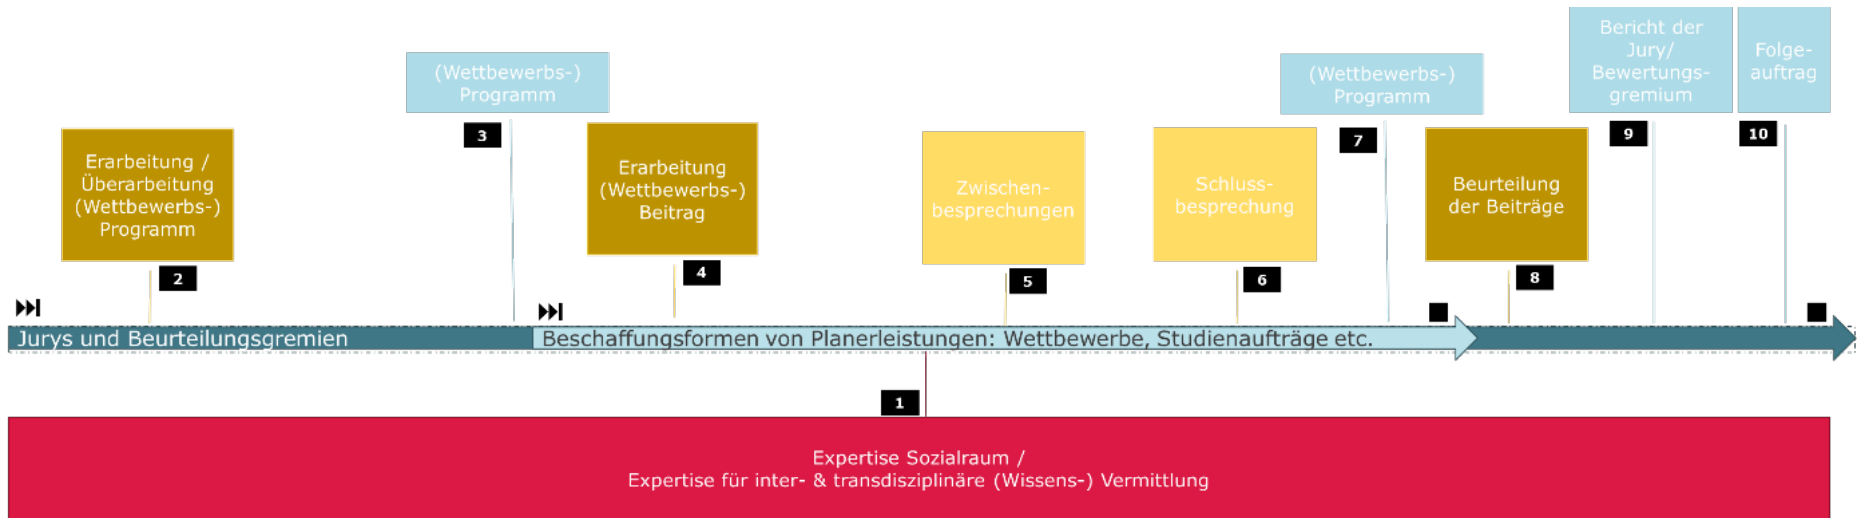 Bericht der
Jury/
Bewertungs-
gremium
Folge-
auftrag
(Wettbewerbs-)
Programm
(Wettbewerbs-)
Programm
3
7
9
10
Erarbeitung /
Überarbeitung
(Wettbewerbs-)
Programm
Erarbeitung
(Wettbewerbs-)
Beitrag
Zwischen-
besprechungen
Schluss-
besprechung
Beurteilung
der Beiträge
2
4
5
6
8
Jurys und Beurteilungsgremien
Beschaffungsformen von Planerleistungen: Wettbewerbe, Studienaufträge etc.
1
Expertise Sozialraum /
Expertise für inter- & transdisziplinäre (Wissens-) Vermittlung